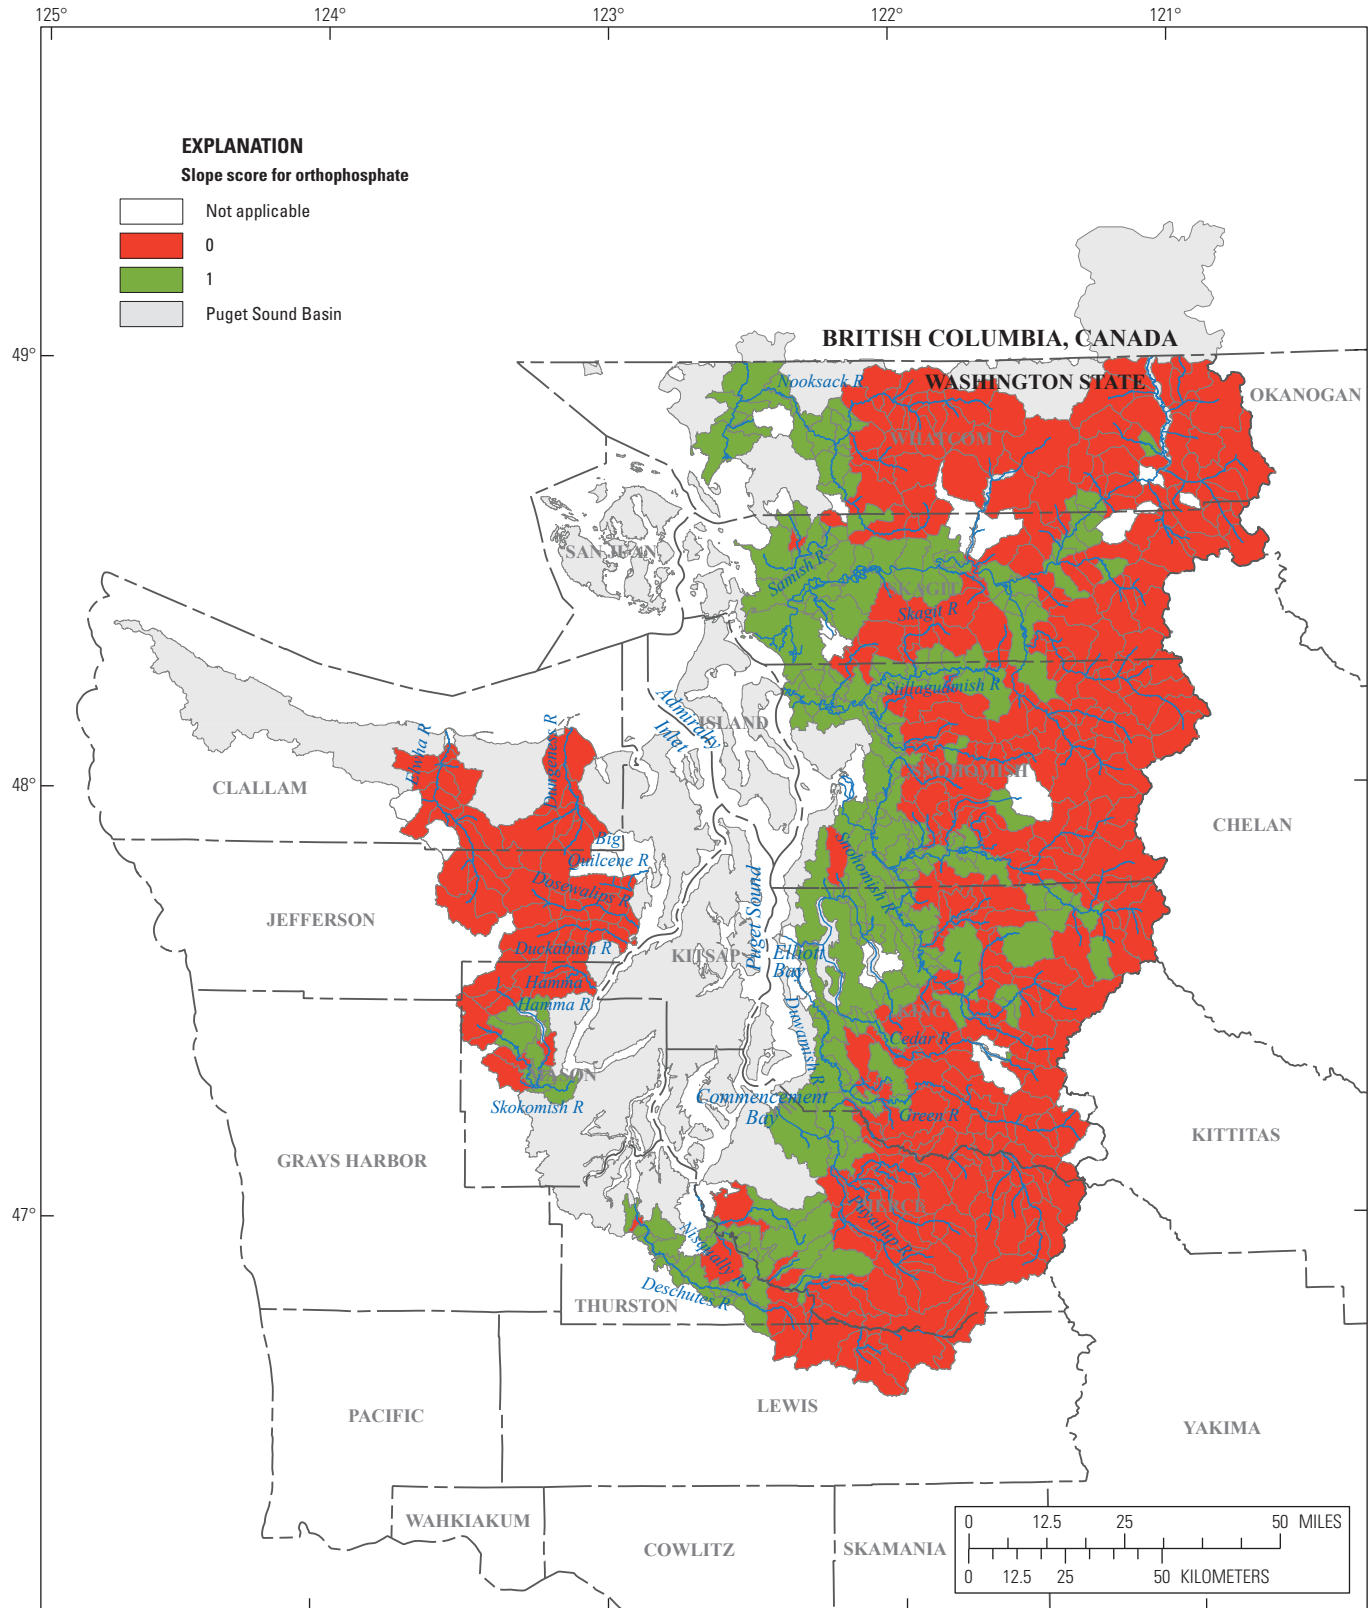 125° 124° 123° 122° 121°
EXPLANATION
Slope score for orthophosphate
Not applicable
0
1
Puget Sound Basin
49°
48°
47°
BRITISH COLUMBIA, CANADA
WASHINGTON STATE
OKANOGAN
Nooksack R
WHATCOM
SAN JUAN
Samish R
SKAGIT
Skagit R
Stillaguamish R
Admiralty
Inlet
ISLAND
SNOHOMISH
Elwha R
Dungeness R
CLALLAM
CHELAN
Big
Quilcene R
Snohomish R
Dosewalips R
JEFFERSON
Puget Sound
Duckabush R
KITSAP
Elliott
Bay
Hamma
Hamma R
Duwamish R
KING
Cedar R
MASON
Skokomish R
Commencement
Bay
Green R
KITTITAS
GRAYS HARBOR
PIERCE
Puyallup R
Nisqually R
Deschutes R
THURSTON
LEWIS
PACIFIC
YAKIMA
WAHKIAKUM
COWLITZ
SKAMANIA
0 12.5 25 50 MILES
0 12.5 25 50 KILOMETERS